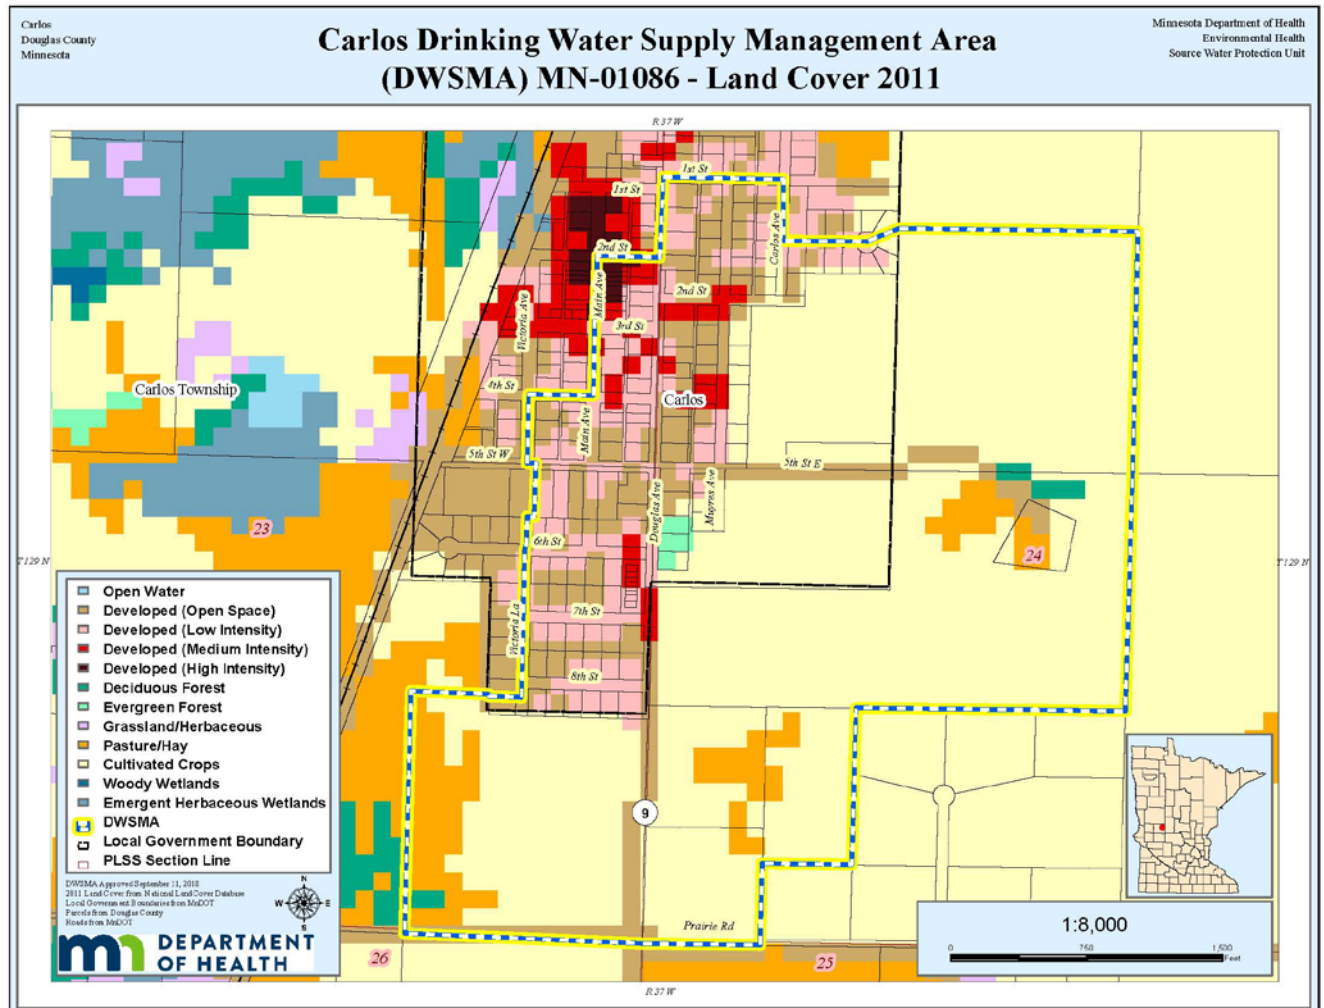 Carlos
Douglas County
Minnesota
Carlos Drinking Water Supply Management Area
(DWSMA) MN-01086 - Land Cover 2011
Minnesota Department of Health
Environmental Health
Source Water Protection Unit
R 37 W
1st St
1st St
2nd St
Carlos Ave
Main Ave
2nd St
Victoria Ave
3rd St
Carlos Township
4th St
Carlos
Main Ave
5th St W
5th St E
Douglas Ave
Muyres Ave
23
6th St
24
T 129 N
T 129 N
7th St
Victoria La
8th St
9
Prairie Rd
26
25
R 37 W
Open Water
Developed (Open Space)
Developed (Low Intensity)
Developed (Medium Intensity)
Developed (High Intensity)
Deciduous Forest
Evergreen Forest
Grassland/Herbaceous
Pasture/Hay
Cultivated Crops
Woody Wetlands
Emergent Herbaceous Wetlands
DWSMA
Local Government Boundary
PLSS Section Line
DWSMA Approved September 11, 2018
2011 Land Cover from National Land Cover Database
Local Government Boundaries from MnDOT
Parcels from Douglas County
Roads from MnDOT
N
W E
S
mn DEPARTMENT
OF HEALTH
1:8,000
0 750 1,500
Feet